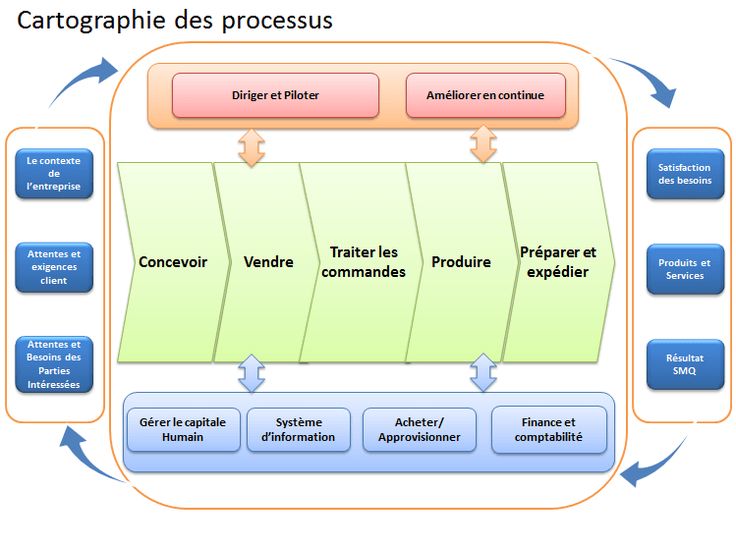 Cartographie des processus
Diriger et Piloter
Améliorer en continue
Le contexte
de
l'entreprise
Attentes et
exigences
client
Attentes et
Besoins des
Parties
Intéressées
Concevoir
Vendre
Traiter les
commandes
Produire
Préparer et
expédier
Satisfaction
des besoins
Produits et
Services
Résultat
SMQ
Gérer le capitale
Humain
Système
d'information
Acheter/
Approvisionner
Finance et
comptabilité